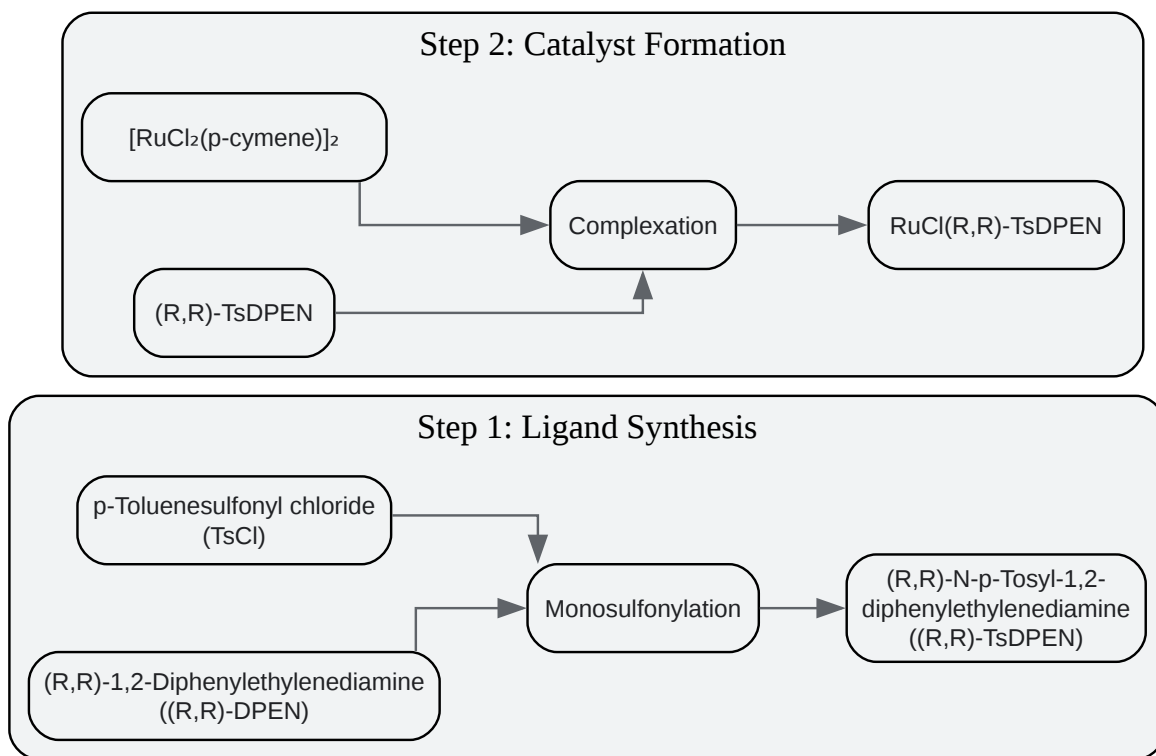 Step 2: Catalyst Formation
[RuCl₂(p-cymene)]₂
Complexation
RuCl(R,R)-TsDPEN
(R,R)-TsDPEN
Step 1: Ligand Synthesis
p-Toluenesulfonyl chloride
(TsCl)
Monosulfonylation
(R,R)-N-p-Tosyl-1,2-
diphenylethylenediamine
((R,R)-TsDPEN)
(R,R)-1,2-Diphenylethylenediamine
((R,R)-DPEN)